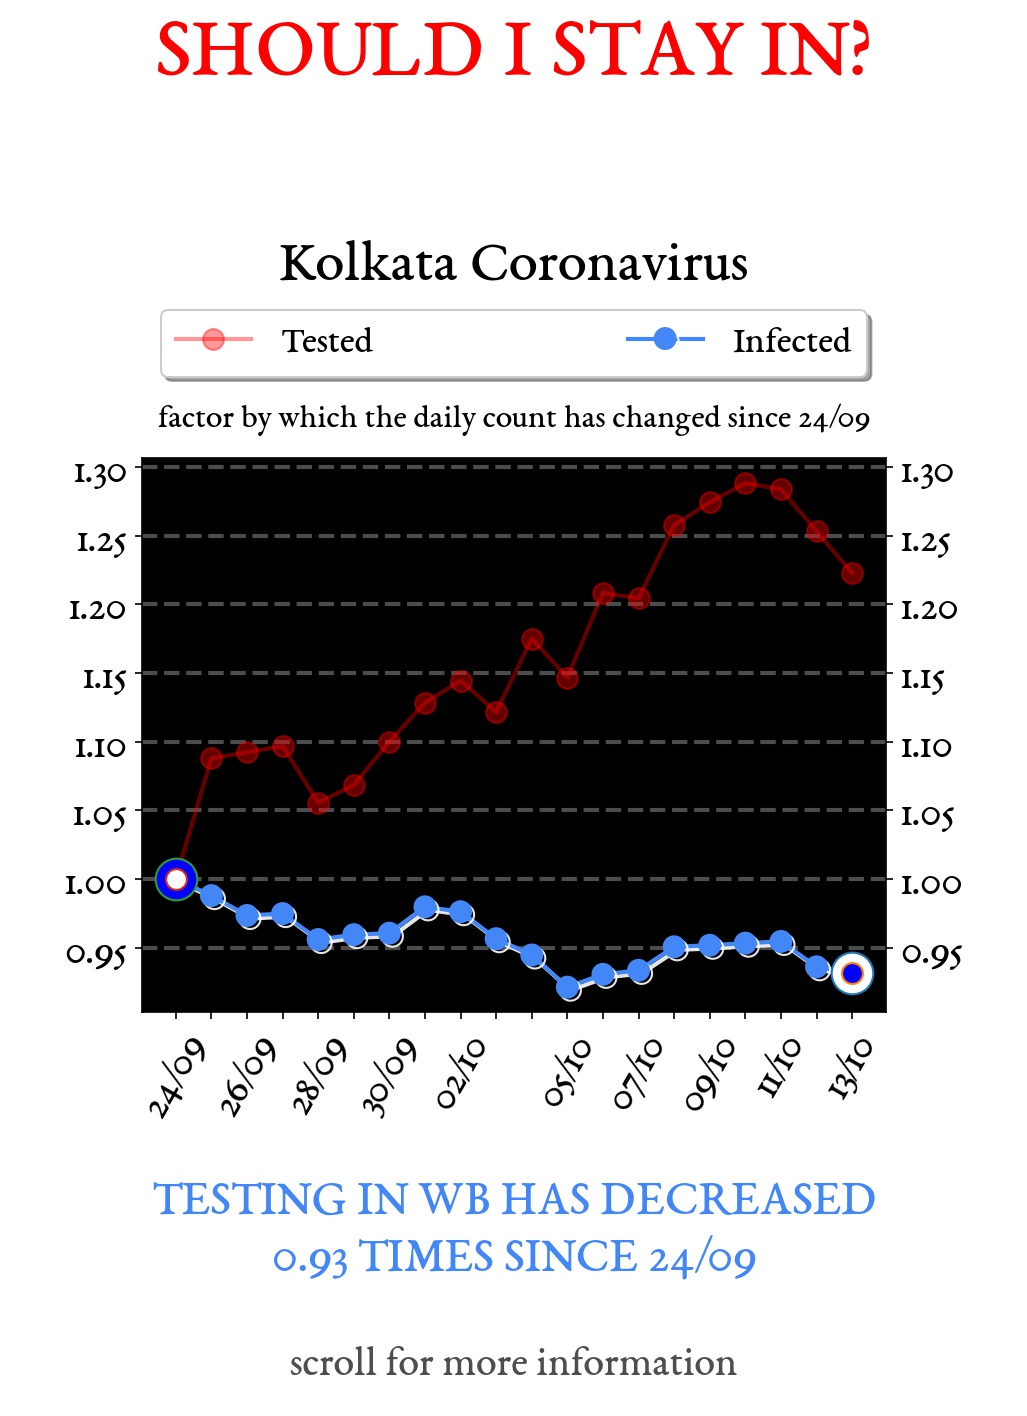 SHOULD I STAY IN?
Kolkata Coronavirus
Tested Infected
factor by which the daily count has changed since 24/09
1.30 1.30
1.25 1.25
1.20 1.20
1.15 1.15
1.10 1.10
1.05 1.05
1.00 1.00
0.95 0.95
24/09 26/09 28/09 30/09 02/10 05/10 07/10 09/10 11/10 13/10
TESTING IN WB HAS DECREASED
0.93 TIMES SINCE 24/09
scroll for more information